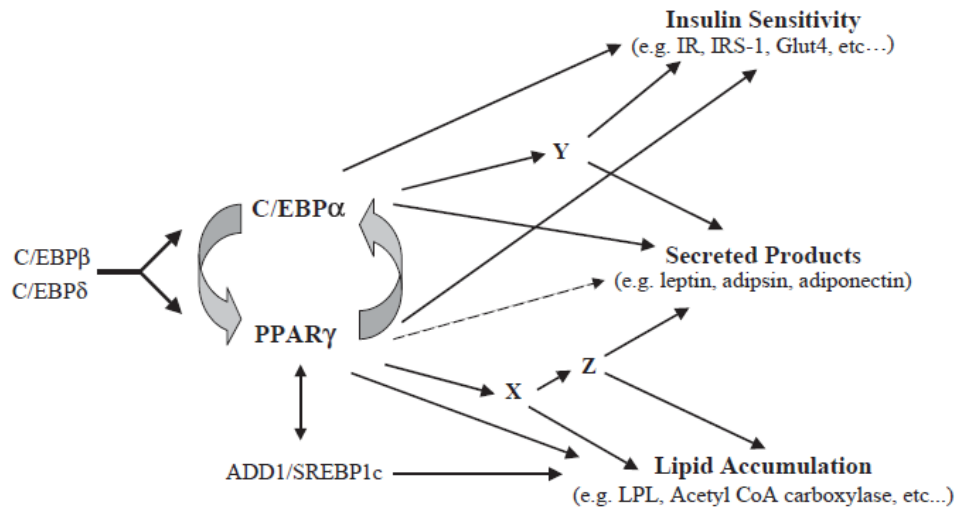 Insulin Sensitivity
(e.g. IR, IRS-1, Glut4, etc…)
Y
C/EBPα
C/EBPβ
C/EBPδ
Secreted Products
(e.g. leptin, adipsin, adiponectin)
PPARγ
Z
X
ADD1/SREBP1c
Lipid Accumulation
(e.g. LPL, Acetyl CoA carboxylase, etc...)